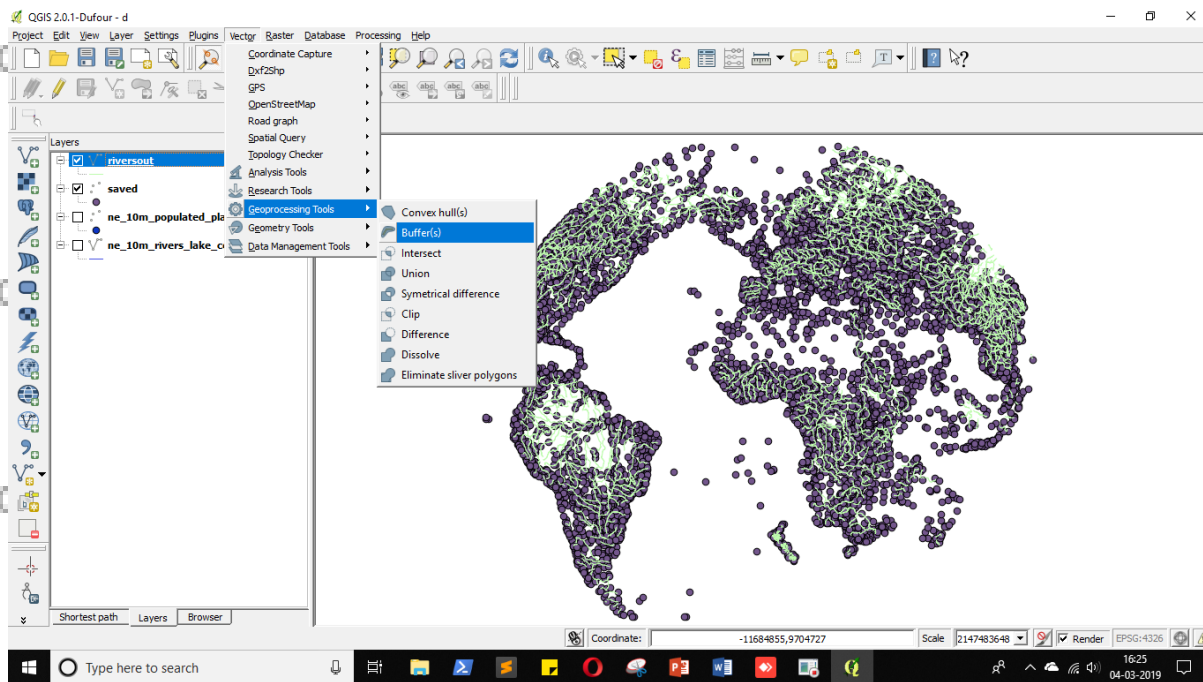 QGIS 2.0.1-Dufour - d
Project Edit View Layer Settings Plugins Vector Raster Database Processing Help
Coordinate Capture
Dxf2Shp
GPS
OpenStreetMap
Road graph
Spatial Query
Topology Checker
Analysis Tools
Research Tools
Geoprocessing Tools
Geometry Tools
Data Management Tools
Convex hull(s)
Buffer(s)
Intersect
Union
Symetrical difference
Clip
Difference
Dissolve
Eliminate sliver polygons
abc abc abc abc
T
Layers
riversout
saved
ne_10m_populated_pla
ne_10m_rivers_lake_c
Shortest path Layers Browser
Coordinate: -11684855,9704727 Scale 2147483648 Render EPSG:4326
Type here to search
16:25
04-03-2019